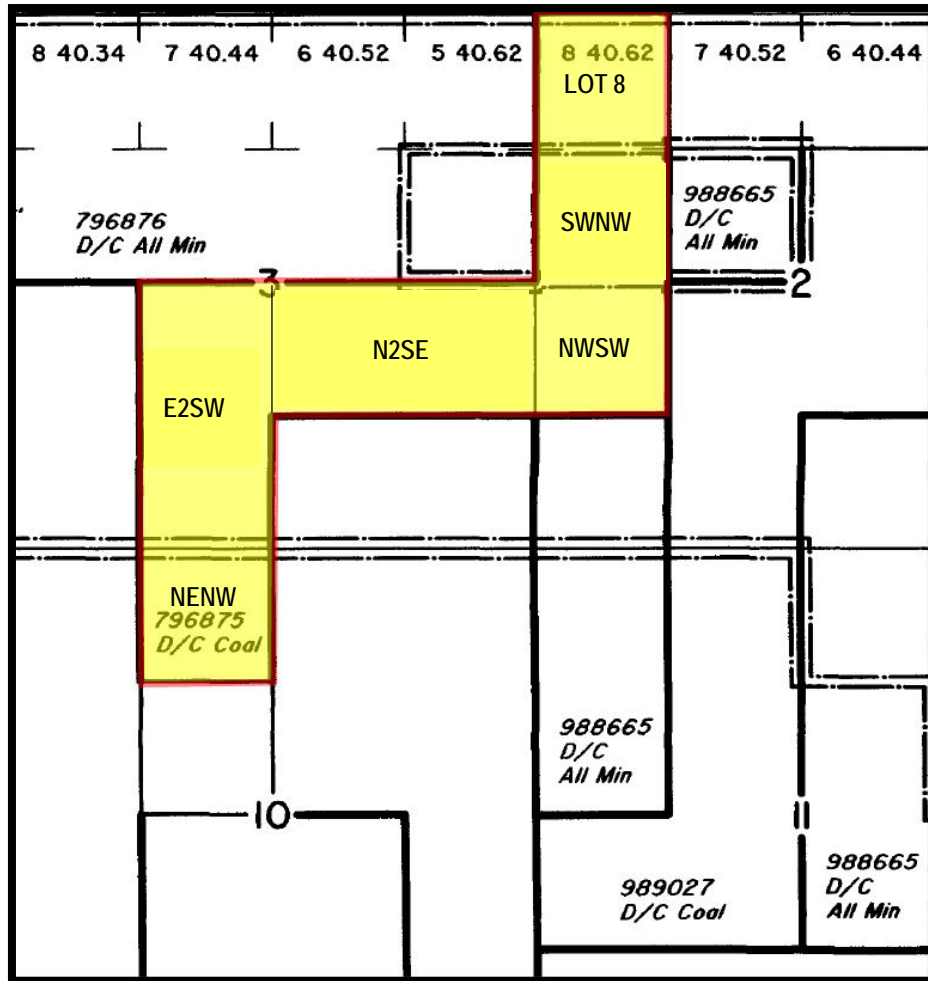 8 40.34
7 40.44
6 40.52
5 40.62
8 40.62
7 40.52
6 40.44
LOT 8
796876
D/C All Min
SWNW
988665
D/C
All Min
3
2
N2SE
NWSW
E2SW
NENW
796875
D/C Coal
988665
D/C
All Min
10
11
989027
D/C Coal
988665
D/C
All Min